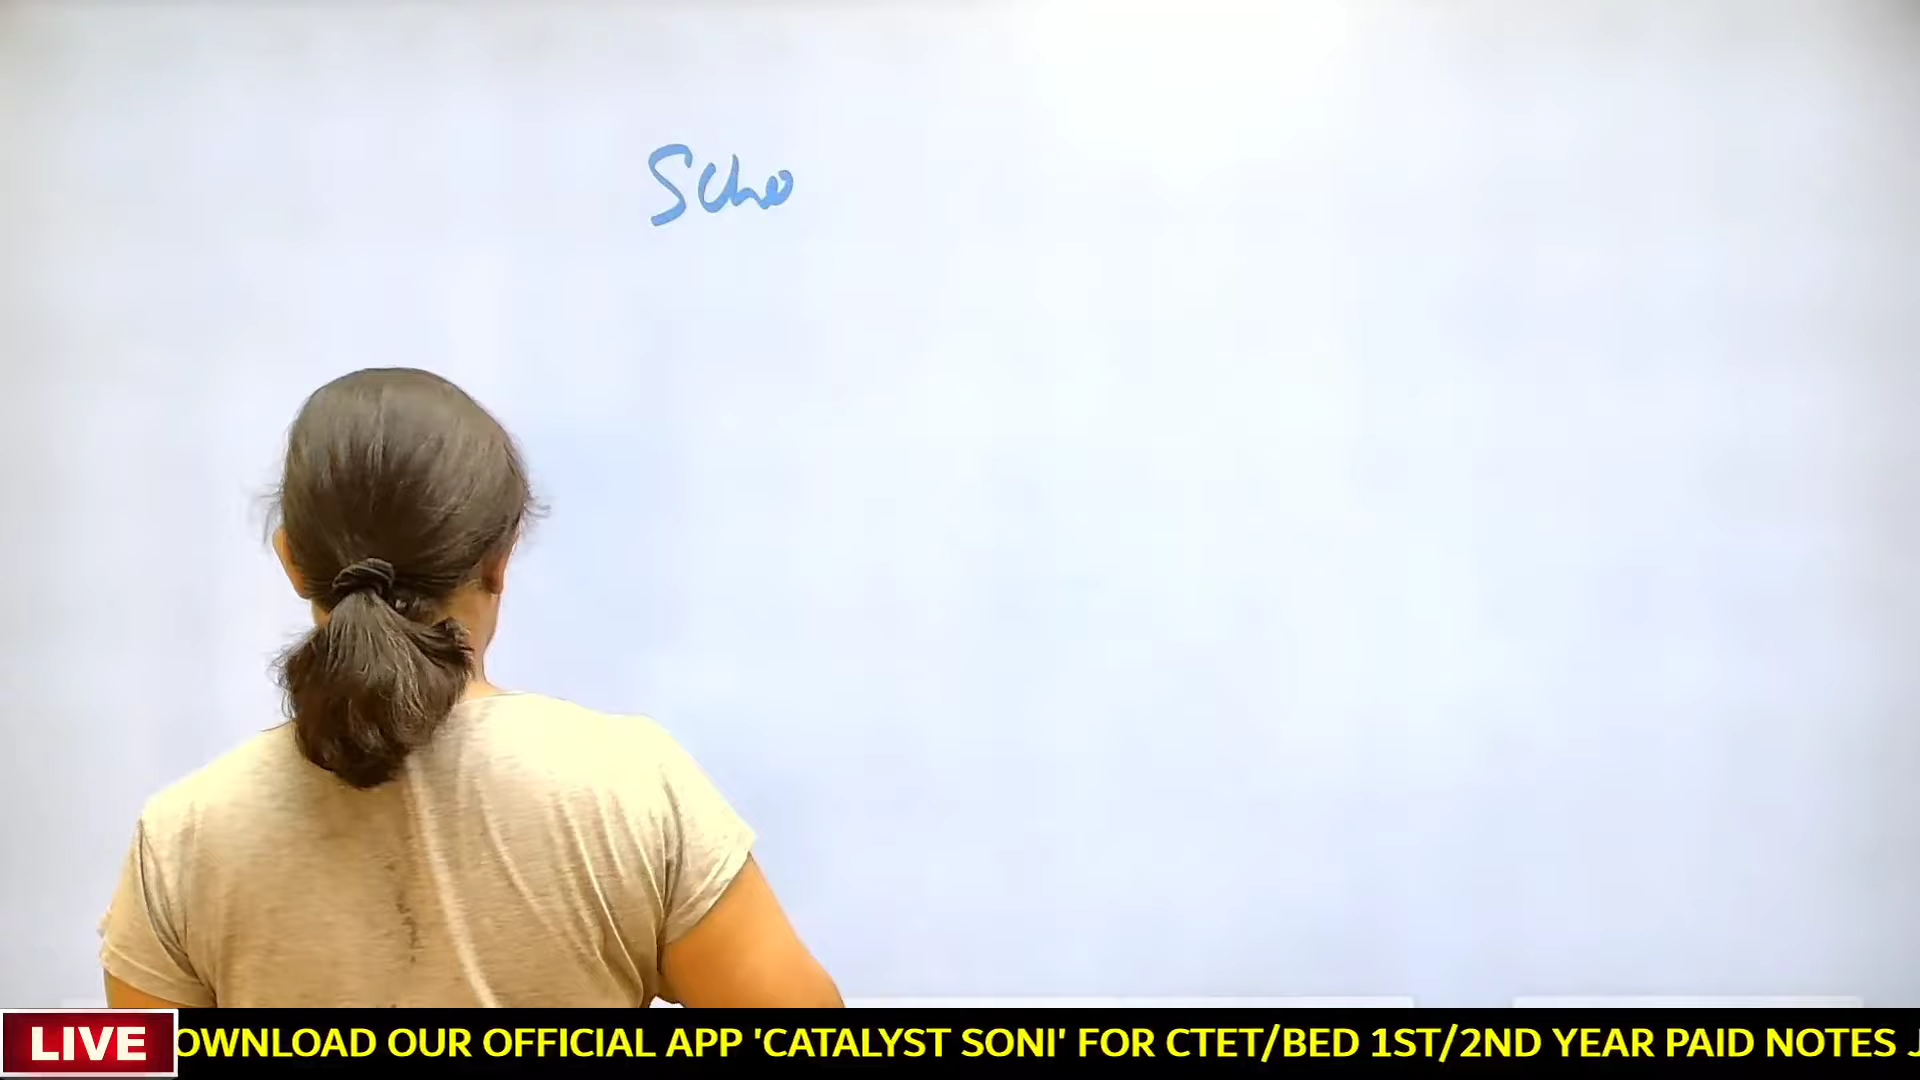 Scho
LIVE
OWNLOAD OUR OFFICIAL APP 'CATALYST SONI' FOR CTET/BED 1ST/2ND YEAR PAID NOTES J